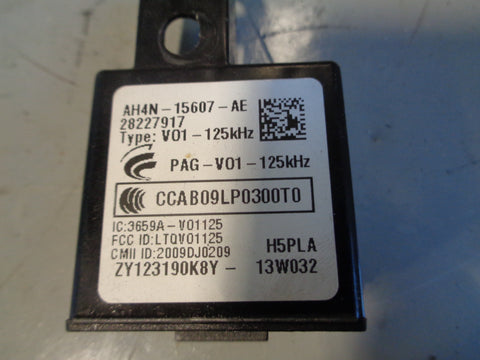 AH4N-15607-AE
28227917
Type: V01-125kHz
PAG-V01-125kHz
CCAB09LP0300T0
IC:3659A-V01125
FCC ID:LTQV01125
CMII ID:2009DJ0209
H5PLA
ZY123190K8Y- 13W032